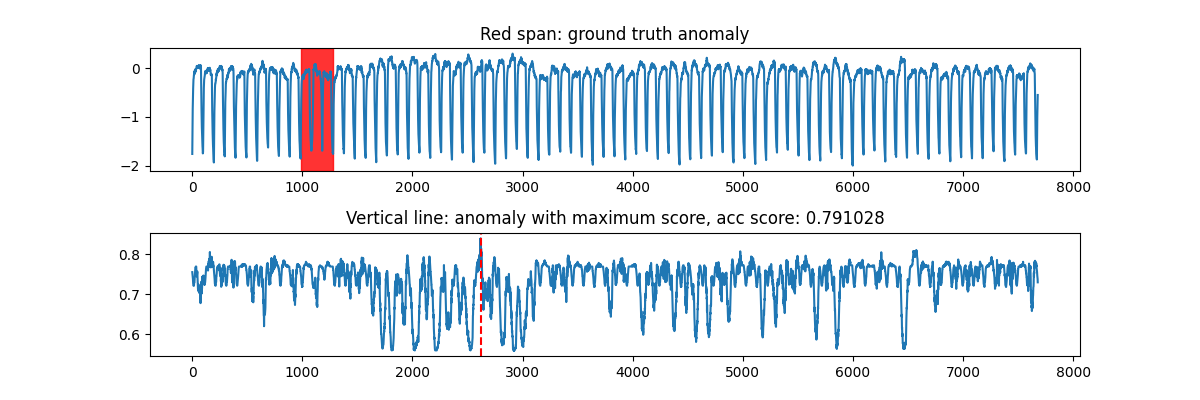 Red span: ground truth anomaly
0
−1
−2
0 1000 2000 3000 4000 5000 6000 7000 8000
Vertical line: anomaly with maximum score, acc score: 0.791028
0.8
0.7
0.6
0 1000 2000 3000 4000 5000 6000 7000 8000